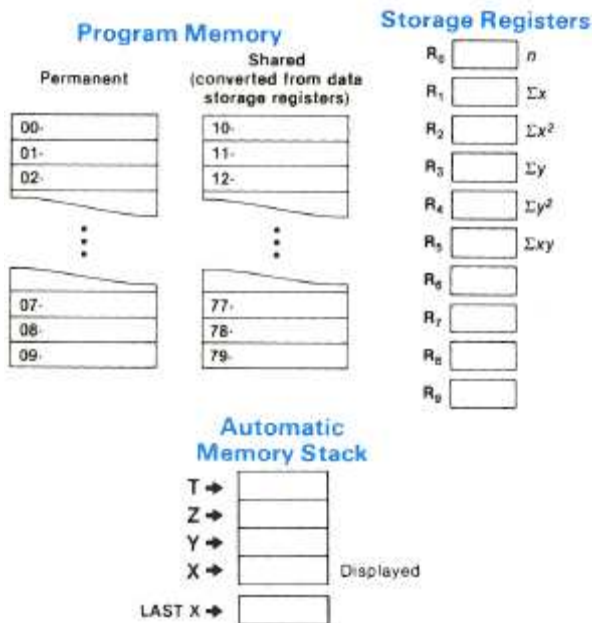 Program Memory
Permanent
Shared
(converted from data
storage registers)
00-
01-
02-
07-
08-
09-
10-
11-
12-
77-
78-
79-
Storage Registers
R₀ n
R₁ Σx
R₂ Σx²
R₃ Σy
R₄ Σy²
R₅ Σxy
R₆
R₇
R₈
R₉
Automatic
Memory Stack
T ➔
Z ➔
Y ➔
X ➔ Displayed
LAST X ➔